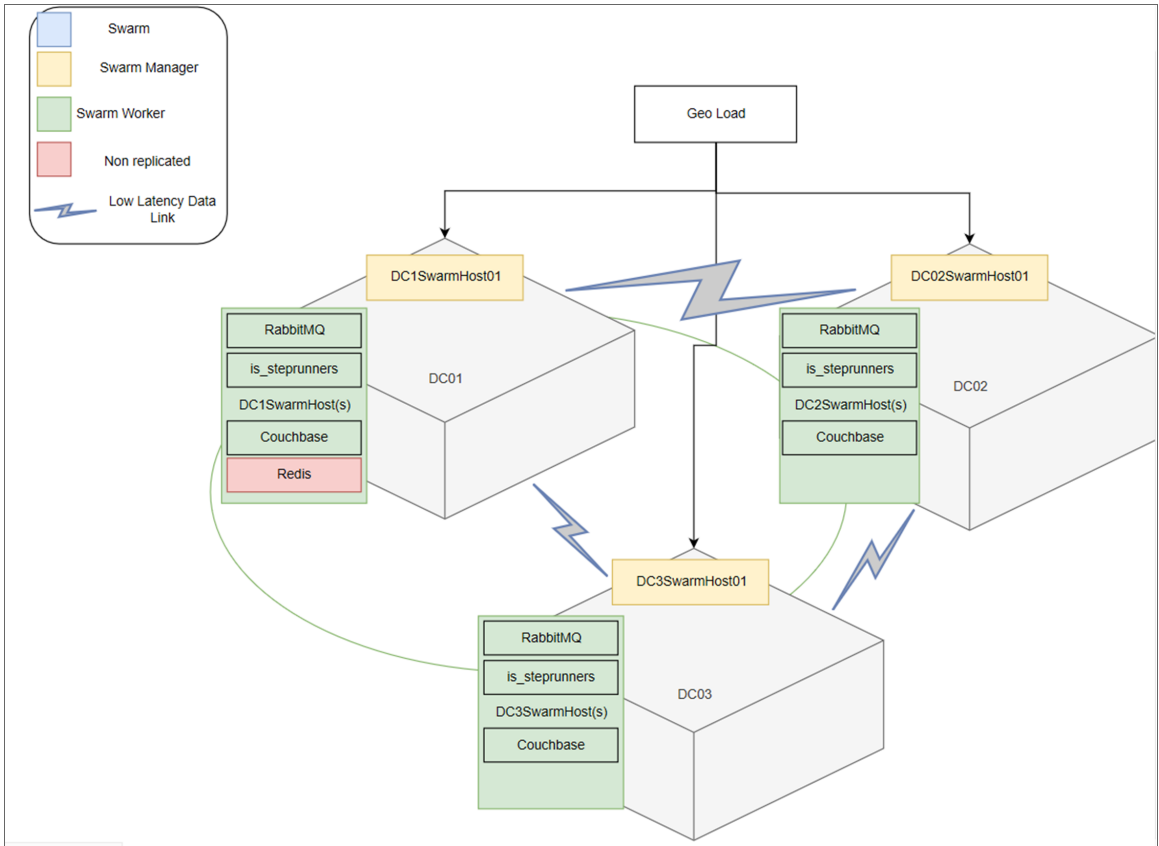 Swarm
Swarm Manager
Swarm Worker
Non replicated
Low Latency Data
Link
Geo Load
DC1SwarmHost01
DC02SwarmHost01
RabbitMQ
is_steprunners
DC1SwarmHost(s)
Couchbase
Redis
DC01
RabbitMQ
is_steprunners
DC2SwarmHost(s)
Couchbase
DC02
DC3SwarmHost01
RabbitMQ
is_steprunners
DC3SwarmHost(s)
Couchbase
DC03